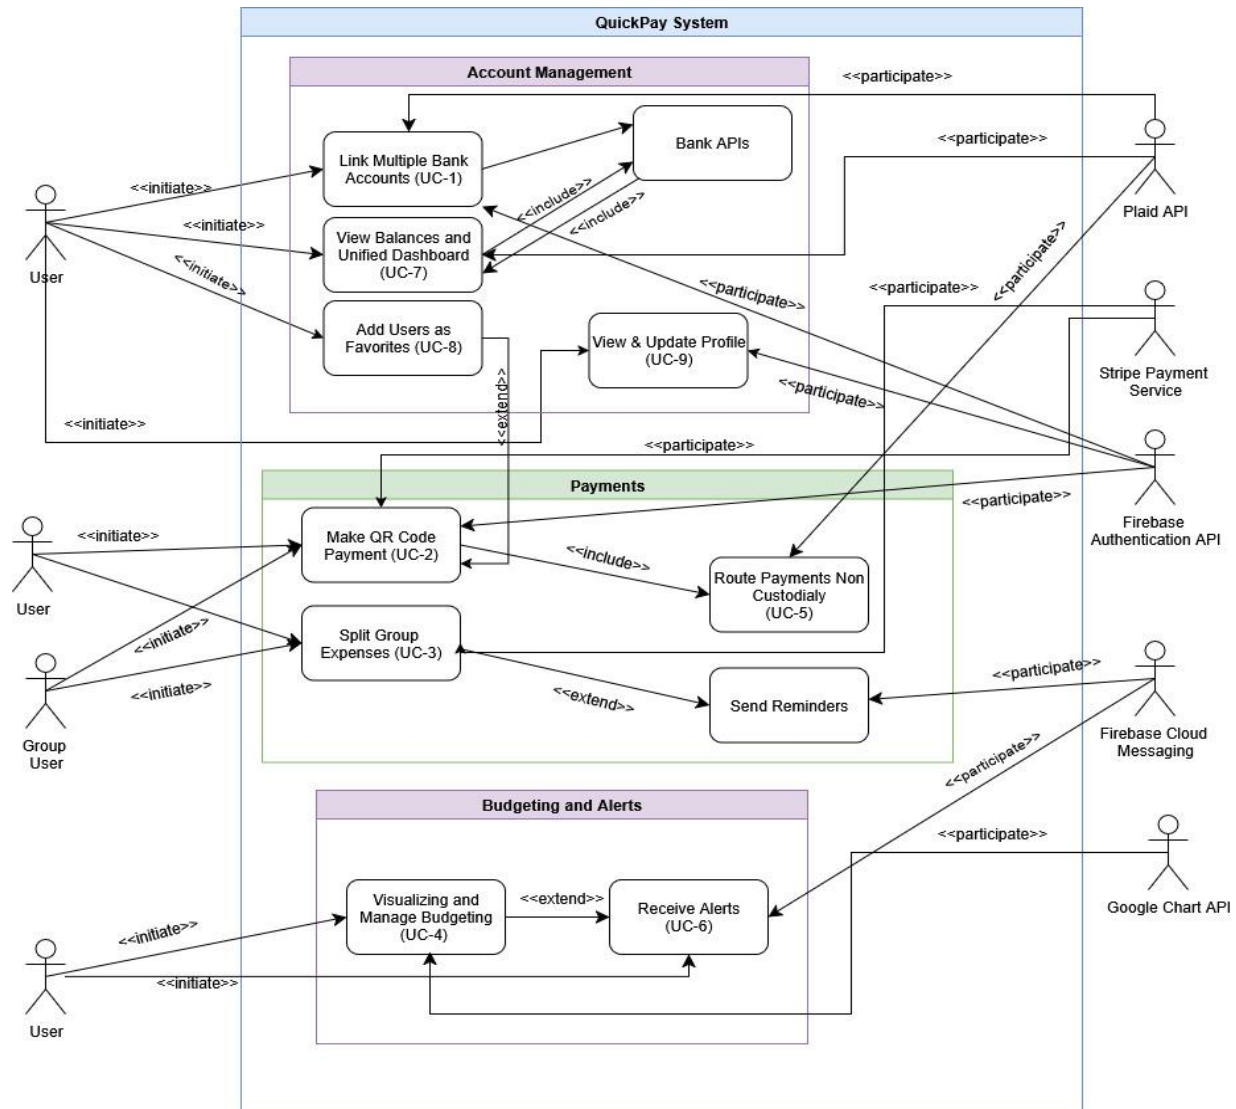 QuickPay System
Account Management
<<participate>>
Link Multiple Bank
Accounts (UC-1)
Bank APIs
<<participate>>
Plaid API
<<initiate>>
<<initiate>>
<<include>>
<<include>>
View Balances and
Unified Dashboard
(UC-7)
User
<<initiate>>
<<participate>>
<<participate>>
<<participate>>
Add Users as
Favorites (UC-8)
View & Update Profile
(UC-9)
<<extend>>
<<participate>>
Stripe Payment
Service
<<initiate>>
<<participate>>
Payments
<<participate>>
Firebase
Authentication API
<<initiate>>
Make QR Code
Payment (UC-2)
<<include>>
Route Payments Non
Custodialy
(UC-5)
User
<<initiate>>
Split Group
Expenses (UC-3)
<<initiate>>
<<extend>>
Send Reminders
<<participate>>
Group
User
Firebase Cloud
Messaging
<<participate>>
Budgeting and Alerts
<<participate>>
Visualizing and
Manage Budgeting
(UC-4)
<<extend>>
Receive Alerts
(UC-6)
Google Chart API
<<initiate>>
<<initiate>>
User